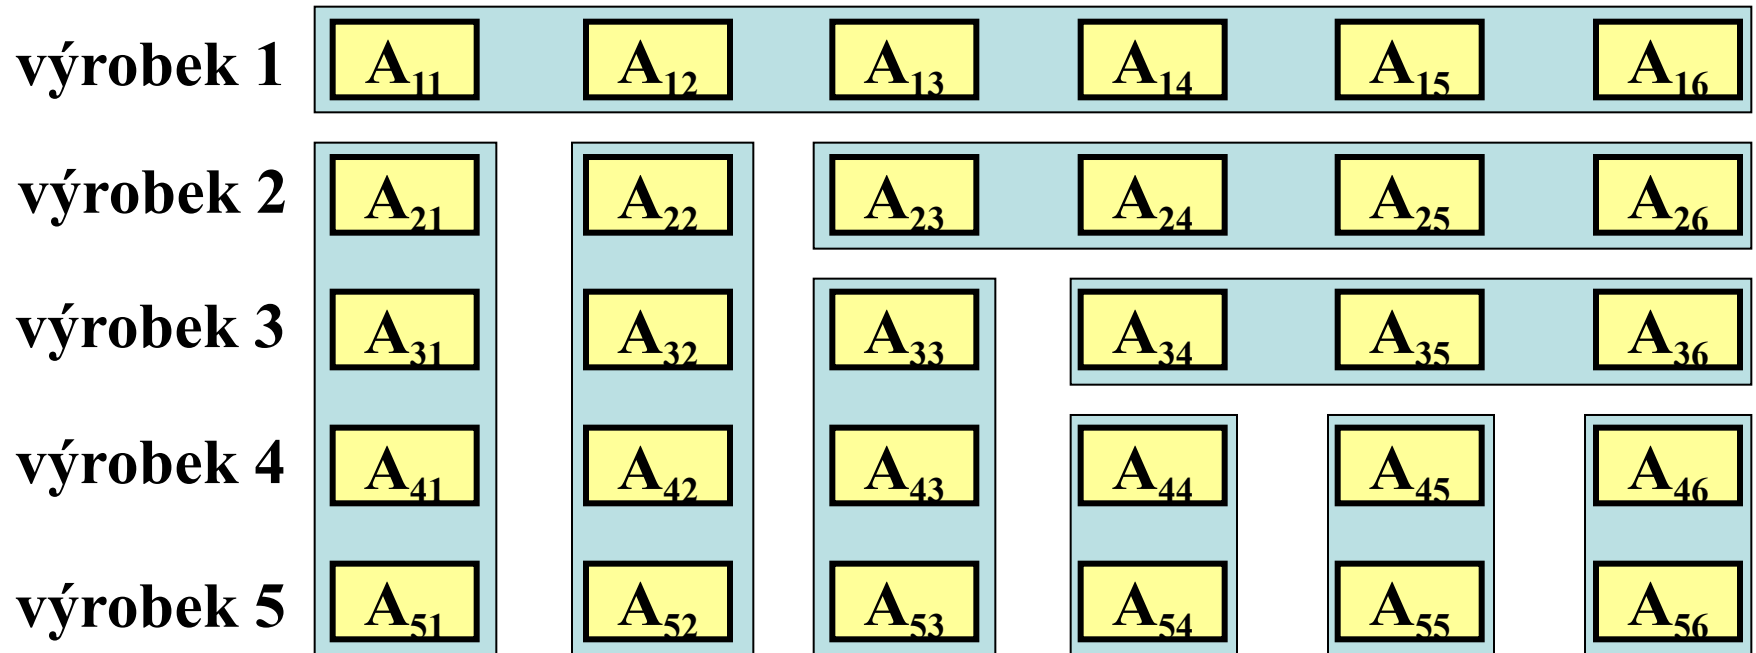 výrobek 1 A₁₁ A₁₂ A₁₃ A₁₄ A₁₅ A₁₆
výrobek 2 A₂₁ A₂₂ A₂₃ A₂₄ A₂₅ A₂₆
výrobek 3 A₃₁ A₃₂ A₃₃ A₃₄ A₃₅ A₃₆
výrobek 4 A₄₁ A₄₂ A₄₃ A₄₄ A₄₅ A₄₆
výrobek 5 A₅₁ A₅₂ A₅₃ A₅₄ A₅₅ A₅₆